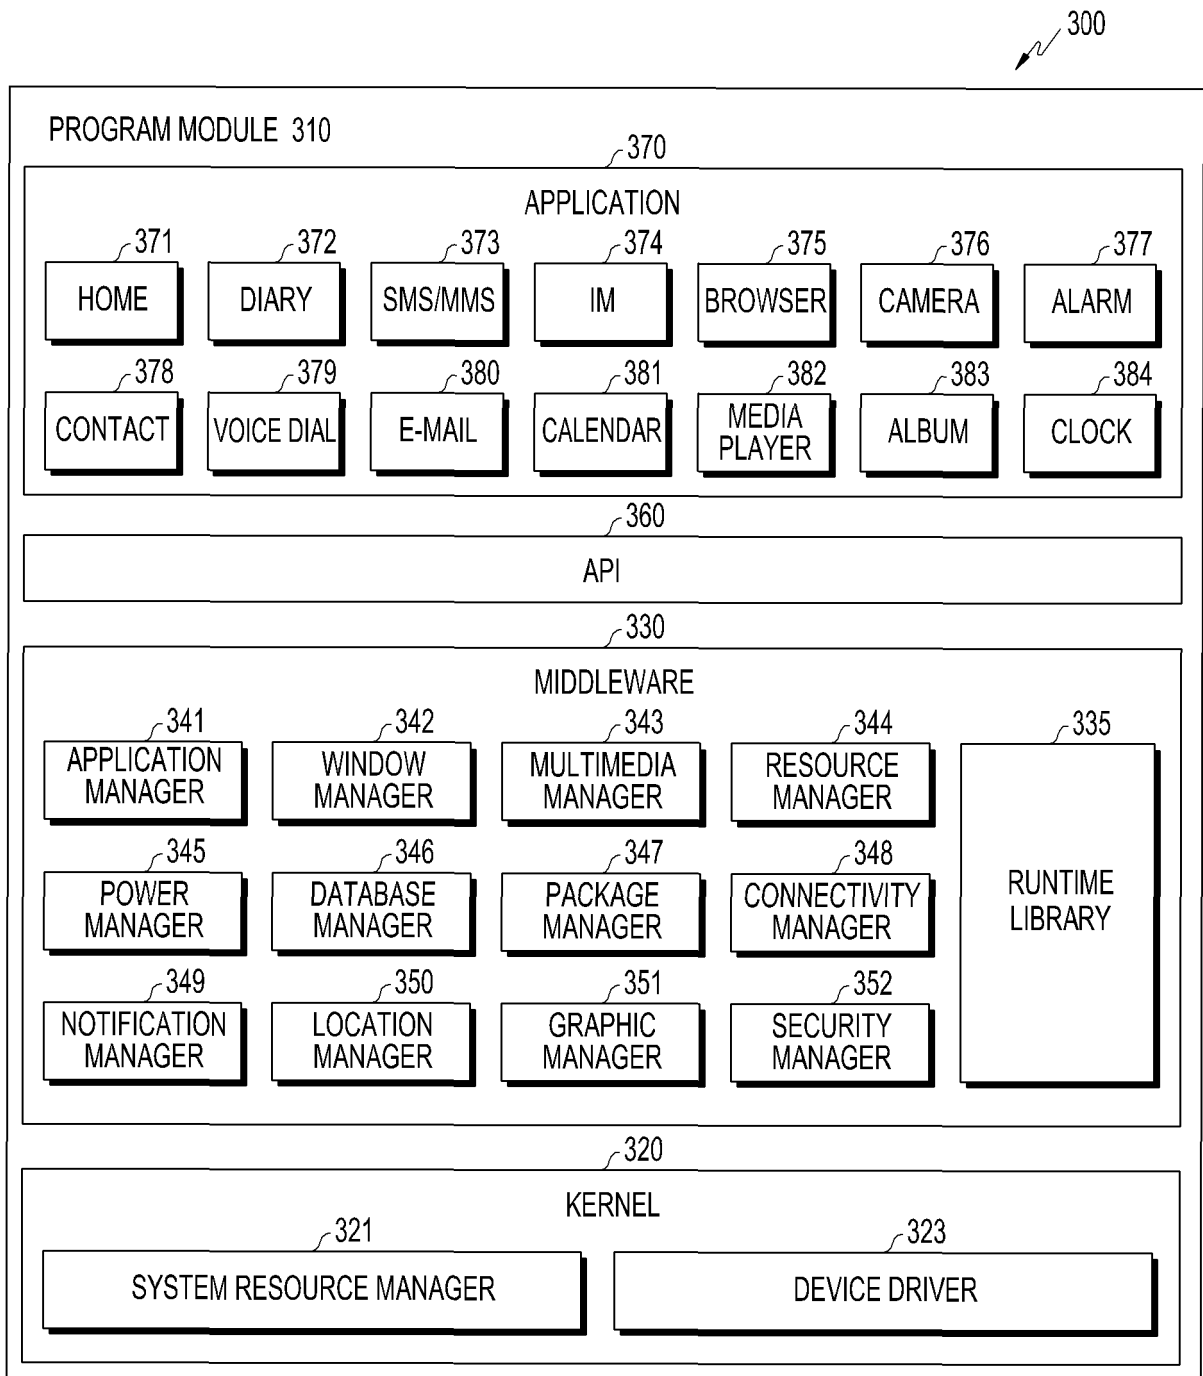 300
PROGRAM MODULE 310
370
APPLICATION
371 372 373 374 375 376 377
HOME DIARY SMS/MMS IM BROWSER CAMERA ALARM
378 379 380 381 382 383 384
CONTACT VOICE DIAL E-MAIL CALENDAR MEDIA PLAYER ALBUM CLOCK
360
API
330
MIDDLEWARE
341 342 343 344 335
APPLICATION MANAGER WINDOW MANAGER MULTIMEDIA MANAGER RESOURCE MANAGER
345 346 347 348
POWER MANAGER DATABASE MANAGER PACKAGE MANAGER CONNECTIVITY MANAGER RUNTIME LIBRARY
349 350 351 352
NOTIFICATION MANAGER LOCATION MANAGER GRAPHIC MANAGER SECURITY MANAGER
320
KERNEL
321 323
SYSTEM RESOURCE MANAGER DEVICE DRIVER